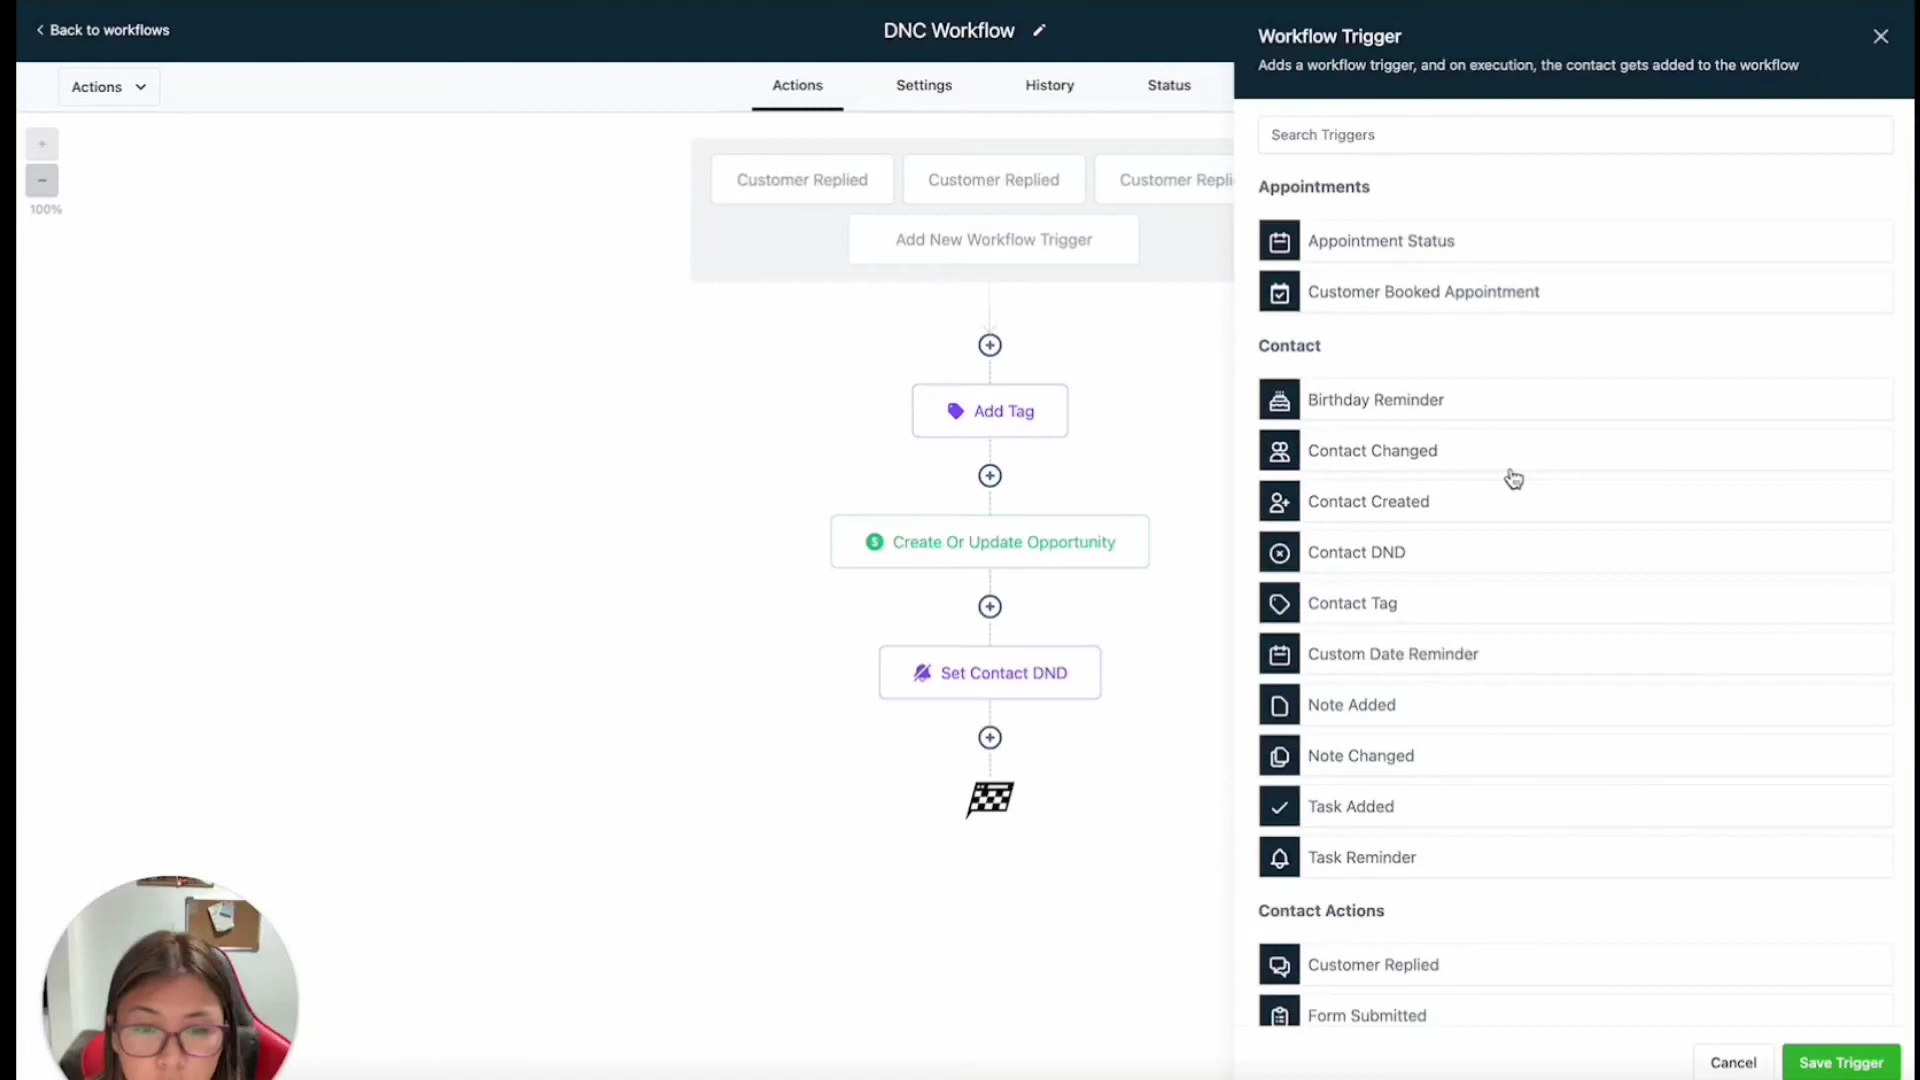 Back to workflows
DNC Workflow
Workflow Trigger
Adds a workflow trigger, and on execution, the contact gets added to the workflow
Actions
Actions
Settings
History
Status
+
-
100%
Customer Replied
Customer Replied
Customer Repli
Add New Workflow Trigger
Add Tag
Create Or Update Opportunity
Set Contact DND
Search Triggers
Appointments
Appointment Status
Customer Booked Appointment
Contact
Birthday Reminder
Contact Changed
Contact Created
Contact DND
Contact Tag
Custom Date Reminder
Note Added
Note Changed
Task Added
Task Reminder
Contact Actions
Customer Replied
Form Submitted
Cancel
Save Trigger